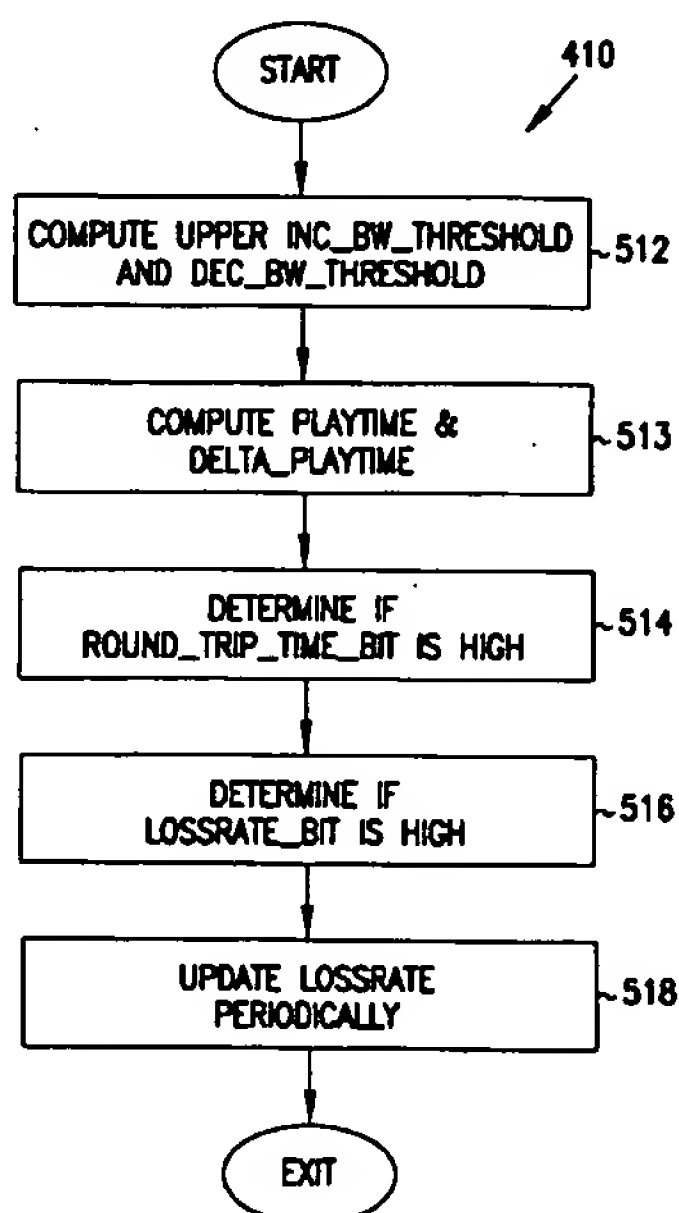 START
410
COMPUTE UPPER INC_BW_THRESHOLD
AND DEC_BW_THRESHOLD
512
COMPUTE PLAYTIME &
DELTA_PLAYTIME
513
DETERMINE IF
ROUND_TRIP_TIME_BIT IS HIGH
514
DETERMINE IF
LOSSRATE_BIT IS HIGH
516
UPDATE LOSSRATE
PERIODICALLY
518
EXIT